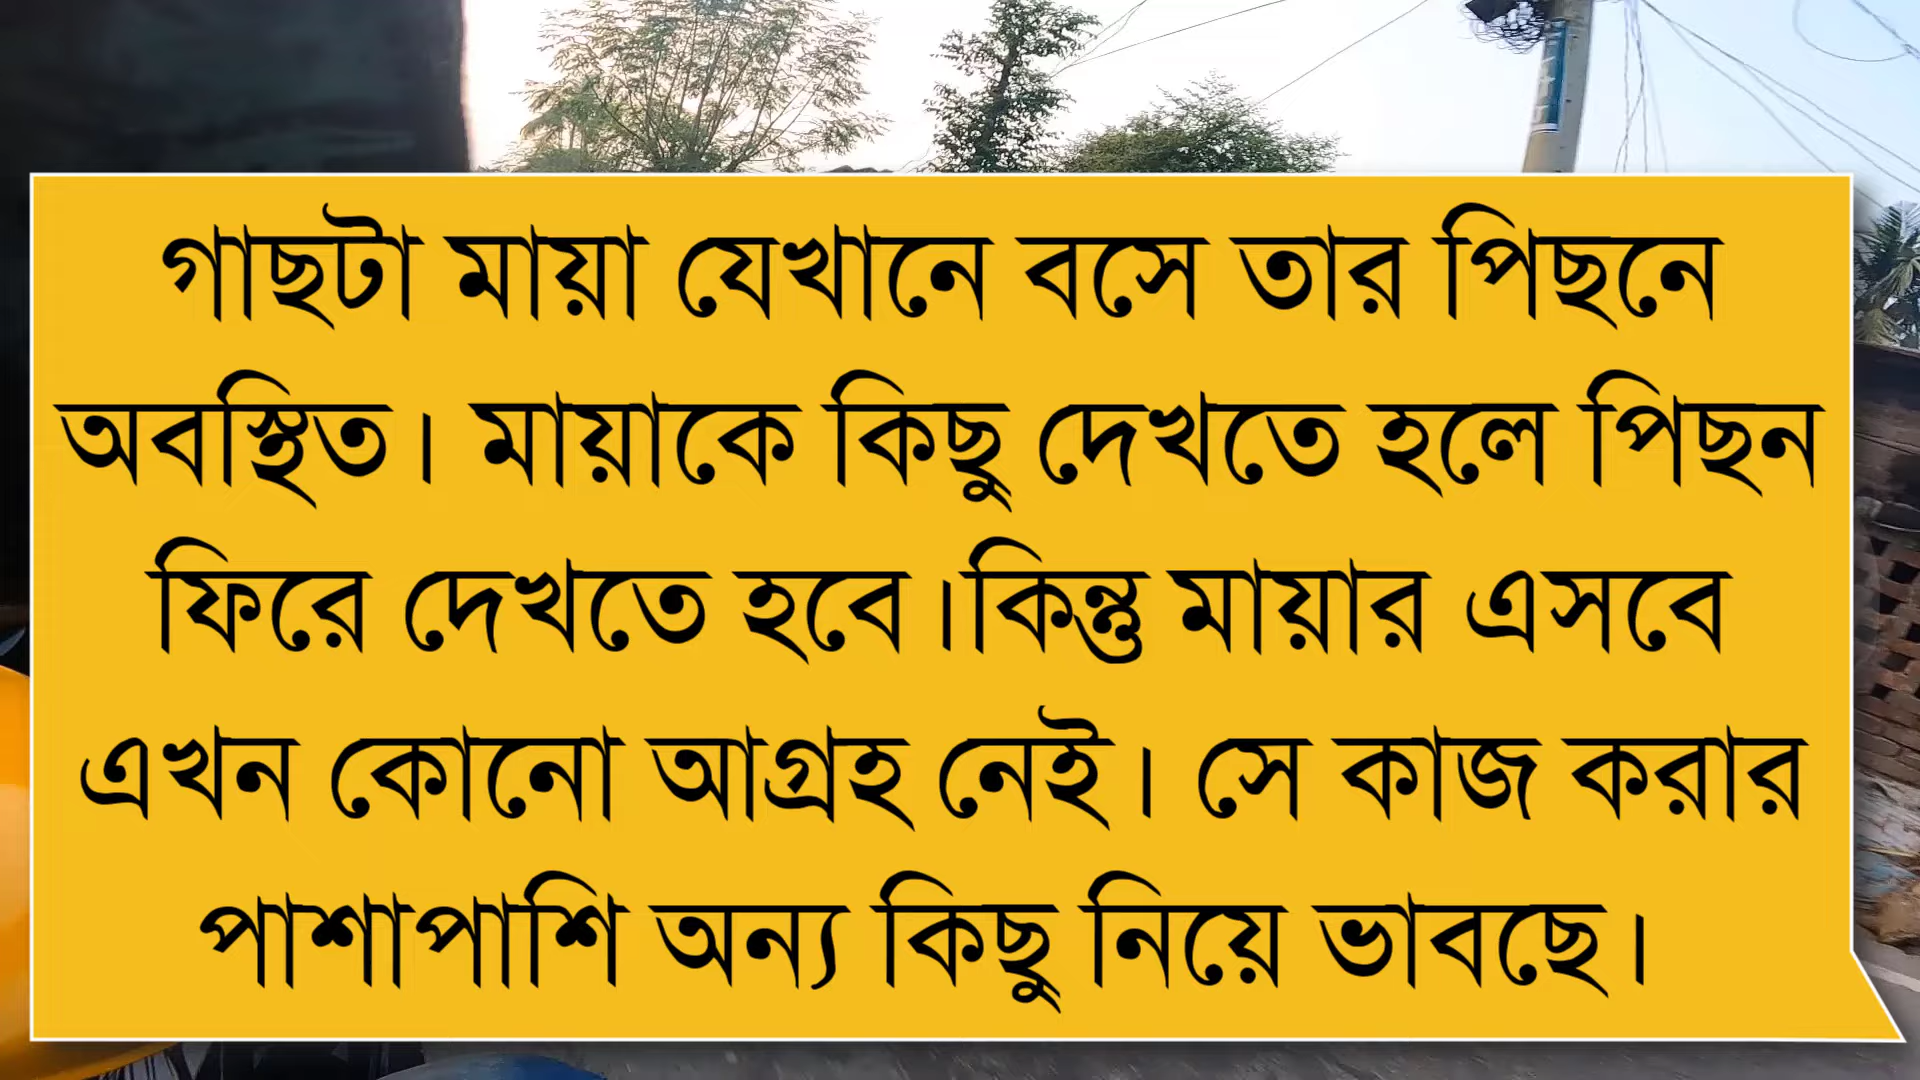 গাছটা মায়া যেখানে বসে তার পিছনে
অবস্থিত। মায়াকে কিছু দেখতে হলে পিছন
ফিরে দেখতে হবে।কিন্তু মায়ার এসবে
এখন কোনো আগ্রহ নেই। সে কাজ করার
পাশাপাশি অন্য কিছু নিয়ে ভাবছে।